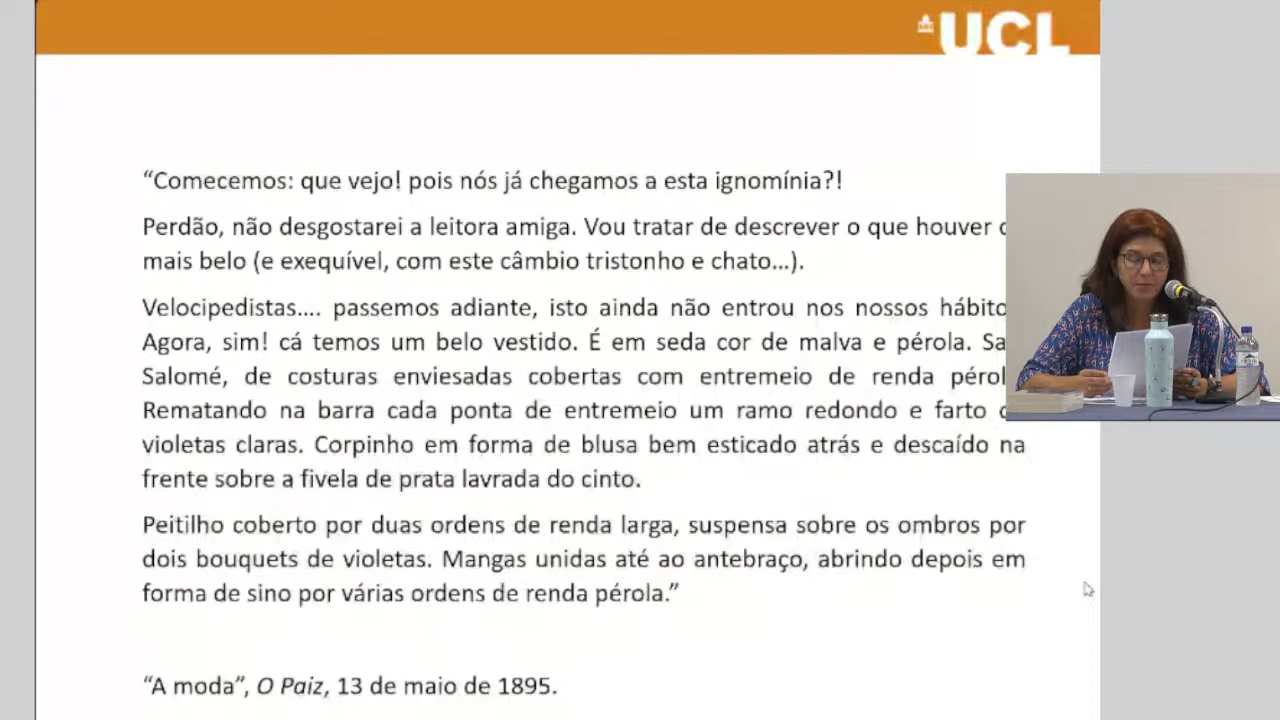 UCL
“Comecemos: que vejo! pois nós já chegamos a esta ignomínia?!
Perdão, não desgostarei a leitora amiga. Vou tratar de descrever o que houver
mais belo (e exequível, com este câmbio tristonho e chato...).
Velocipedistas.... passemos adiante, isto ainda não entrou nos nossos
Agora, sim! cá temos um belo vestido. É em seda cor de malva e pérola.
Salomé, de costuras enviesadas cobertas com entremeio de renda
Rematando na barra cada ponta de entremeio um ramo redondo e farto
violetas claras. Corpinho em forma de blusa bem esticado atrás e descaído na
frente sobre a fivela de prata lavrada do cinto.
Peitilho coberto por duas ordens de renda larga, suspensa sobre os ombros por
dois bouquets de violetas. Mangas unidas até ao antebraço, abrindo depois em
forma de sino por várias ordens de renda pérola.”
“A moda”, O Paiz, 13 de maio de 1895.